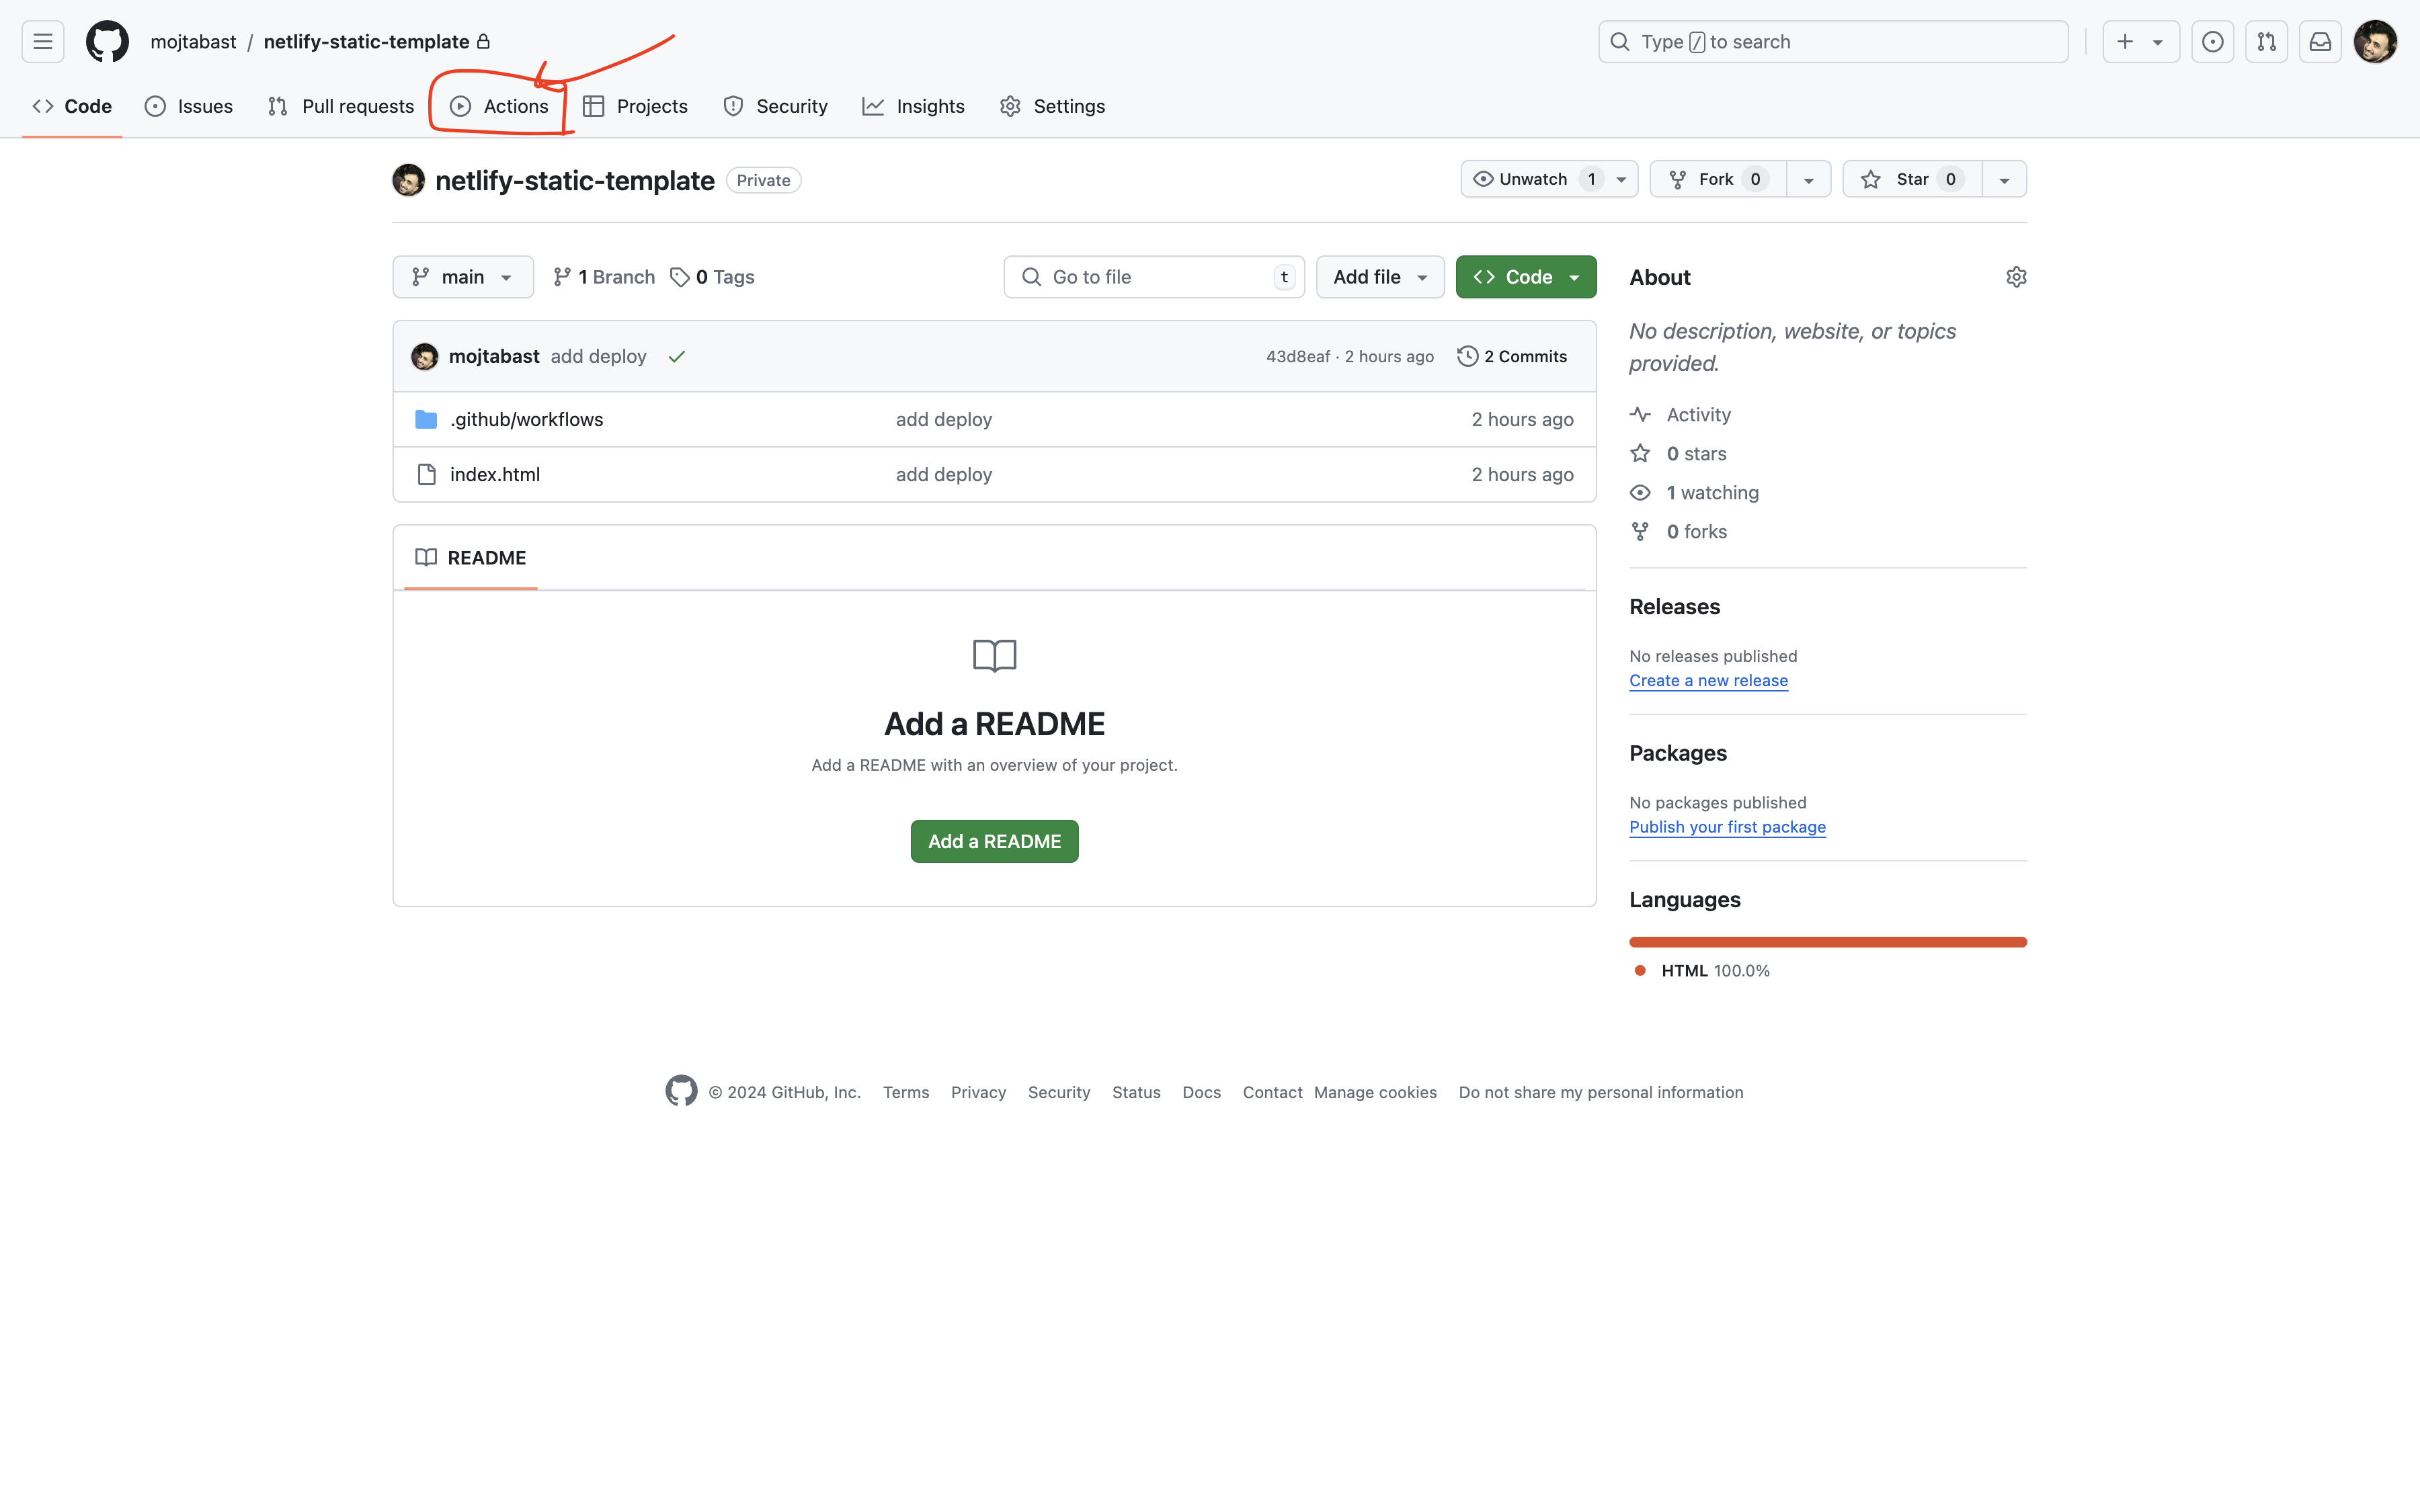 mojtabast / netlify-static-template
Type / to search
Code Issues Pull requests Actions Projects Security Insights Settings
netlify-static-template Private
Unwatch 1 Fork 0 Star 0
main 1 Branch 0 Tags
Go to file t Add file Code
mojtabast add deploy 43d8eaf · 2 hours ago 2 Commits
.github/workflows add deploy 2 hours ago
index.html add deploy 2 hours ago
README
Add a README
Add a README with an overview of your project.
Add a README
About
No description, website, or topics
provided.
Activity
0 stars
1 watching
0 forks
Releases
No releases published
Create a new release
Packages
No packages published
Publish your first package
Languages
HTML 100.0%
© 2024 GitHub, Inc. Terms Privacy Security Status Docs Contact Manage cookies Do not share my personal information